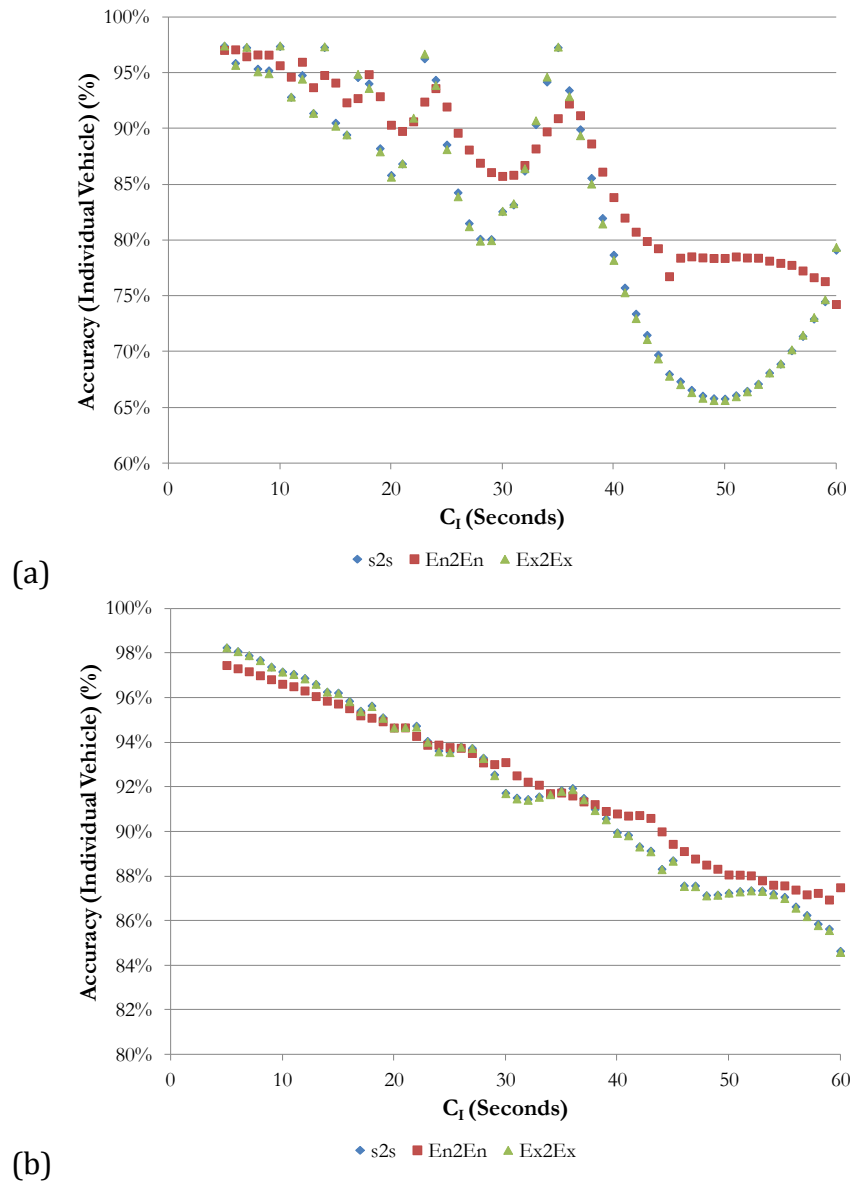 100%
95%
90%
85%
80%
75%
70%
65%
60%
Accuracy (Individual Vehicle) (%)
0 10 20 30 40 50 60
C_I (Seconds)
s2s En2En Ex2Ex
(a)
100%
98%
96%
94%
92%
90%
88%
86%
84%
82%
80%
Accuracy (Individual Vehicle) (%)
0 10 20 30 40 50 60
C_I (Seconds)
s2s En2En Ex2Ex
(b)